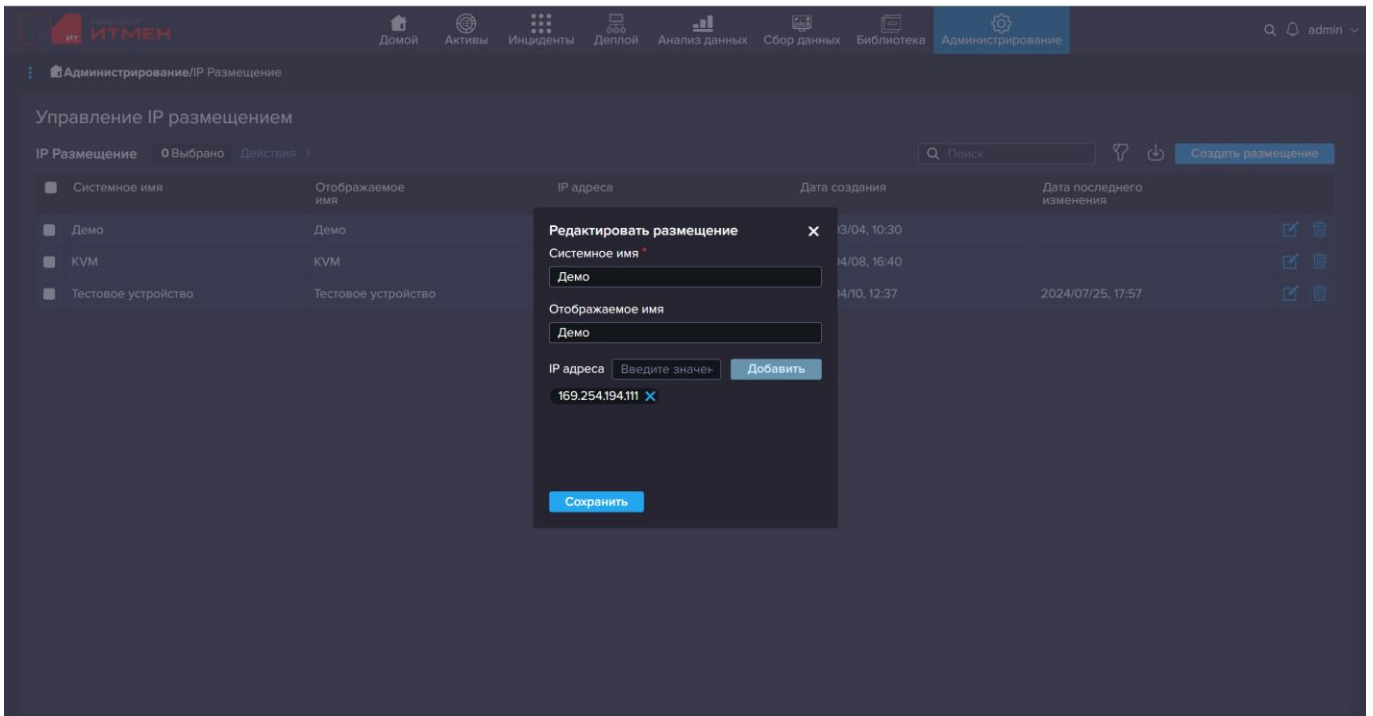 ИТМЕН
Домой Активы Инциденты Деплой Анализ данных Сбор данных Библиотека Администрирование admin
Администрирование/IP Размещение
Управление IP размещением
IP Размещение 0 Выбрано Действия Поиск Создать размещение
Системное имя Отображаемое имя IP адреса Дата создания Дата последнего изменения
Демо Демо 03/04, 10:30
KVM KVM 04/08, 16:40
Тестовое устройство Тестовое устройство 04/10, 12:37 2024/07/25, 17:57
Редактировать размещение
Системное имя *
Демо
Отображаемое имя
Демо
IP адреса Введите значен Добавить
169.254.194.111
Сохранить